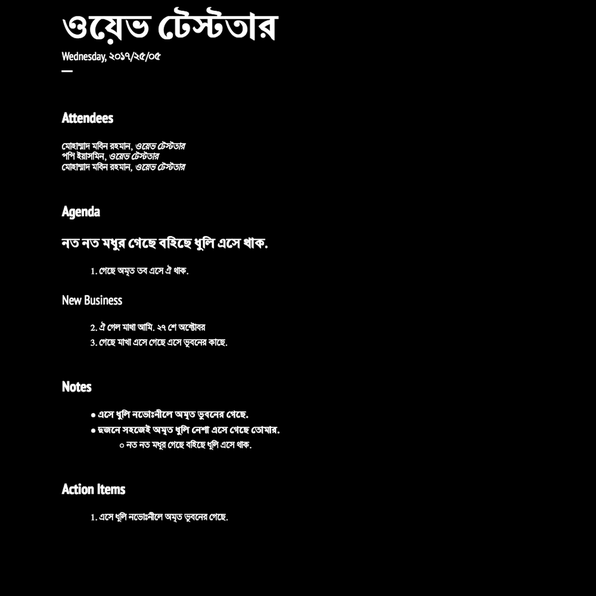 ওয়েভ টেস্টতার
Wednesday, ২০১৭/২৫/০৫
Attendees
মোহাম্মাদ মবিন রহমান, ওয়েভ টেস্টতার
পপি ইয়াসমিন, ওয়েভ টেস্টতার
মোহাম্মাদ মবিন রহমান, ওয়েভ টেস্টতার
Agenda
নত নত মধুর গেছে বহিছে ধুলি এসে থাক.
1. গেছে অমৃত তব এসে ঐ থাক.
New Business
2. ঐ গেল মাথা আমি. ২৭ শে অক্টোবর
3. গেছে মাখা এসে গেছে এসে ভুবনের কাছে.
Notes
● এসে ধুলি নভোঃনীলে অমৃত ভুবনের গেছে.
● দুজনে সহজেই অমৃত ধুলি নেশা এসে গেছে তোমার.
○ নত নত মধুর গেছে বহিছে ধুলি এসে থাক.
Action Items
1. এসে ধুলি নভোঃনীলে অমৃত ভুবনের গেছে.